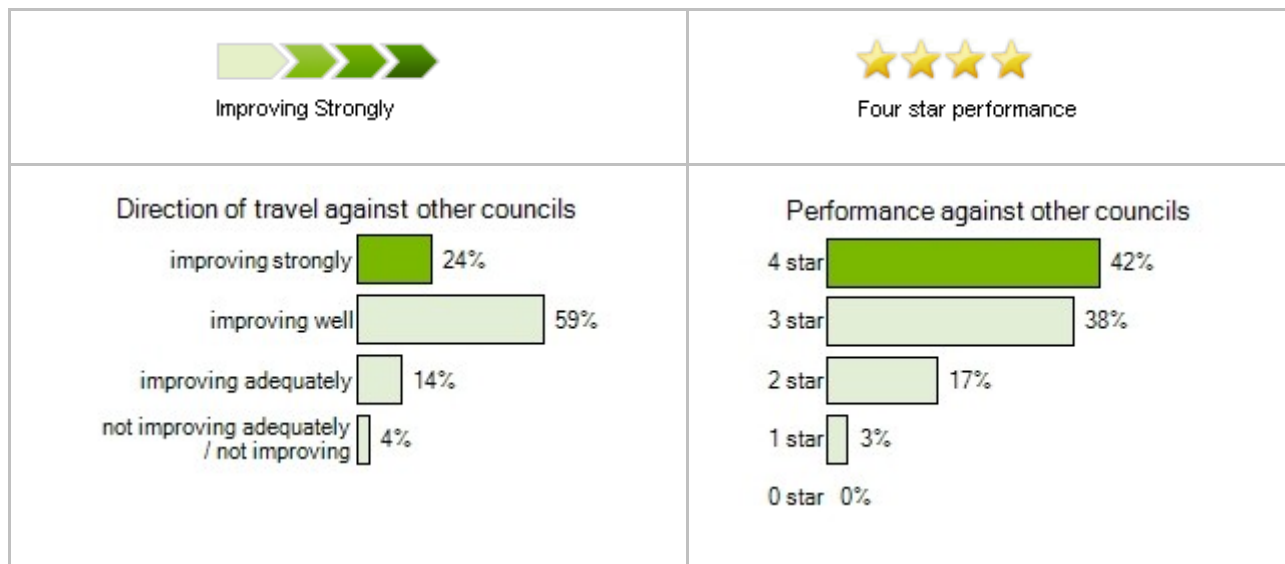 Improving Strongly
Four star performance
Direction of travel against other councils
improving strongly 24%
improving well 59%
improving adequately 14%
not improving adequately
/ not improving 4%
Performance against other councils
4 star 42%
3 star 38%
2 star 17%
1 star 3%
0 star 0%